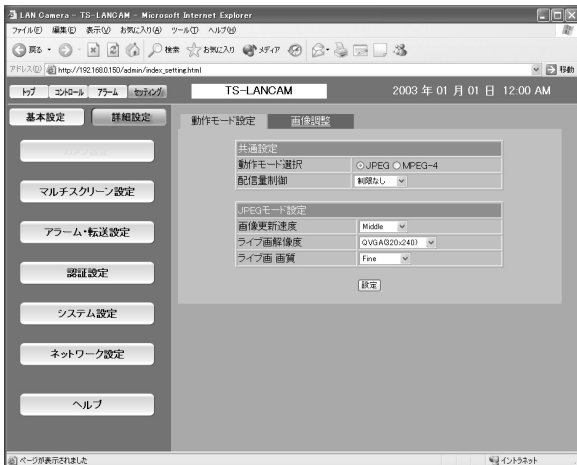 LAN Camera - TS-LANCAM - Microsoft Internet Explorer
ファイル(F) 編集(E) 表示(V) お気に入り(A) ツール(T) ヘルプ(H)
戻る 検索 お気に入り メディア
アドレス(D) http://192.168.0.150/admin/index_setting.html 移動
トップ コントロール アラーム セッティング TS-LANCAM 2003 年 01 月 01 日 12:00 AM
基本設定 詳細設定 動作モード設定 画像調整
共通設定
動作モード選択 JPEG MPEG-4
配信量制御 制限なし
マルチスクリーン設定
JPEGモード設定
画像更新速度 Middle
アラーム・転送設定
ライブ画解像度 QVGA(320x240)
ライブ画 画質 Fine
認証設定
設定
システム設定
ネットワーク設定
ヘルプ
ページが表示されました イントラネット